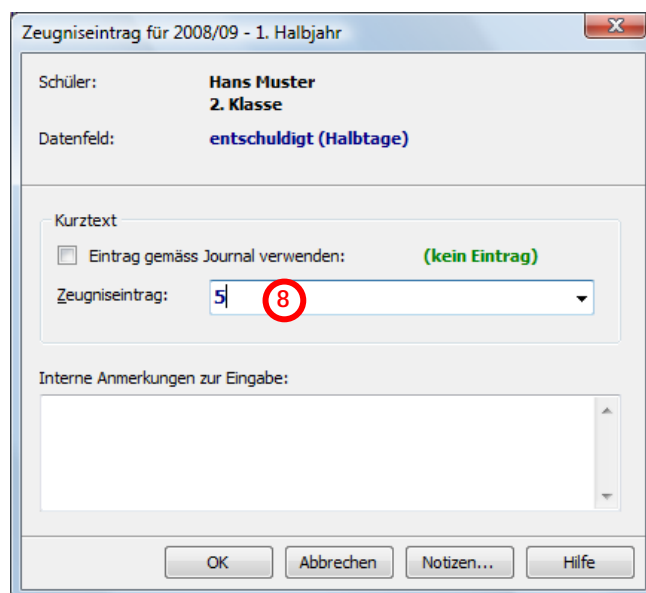 Zeugniseintrag für 2008/09 - 1. Halbjahr
Schüler: Hans Muster
2. Klasse
Datenfeld: entschuldigt (Halbtage)
Kurztext
Eintrag gemäss Journal verwenden: (kein Eintrag)
Zeugniseintrag: 5 8
Interne Anmerkungen zur Eingabe:
OK Abbrechen Notizen... Hilfe